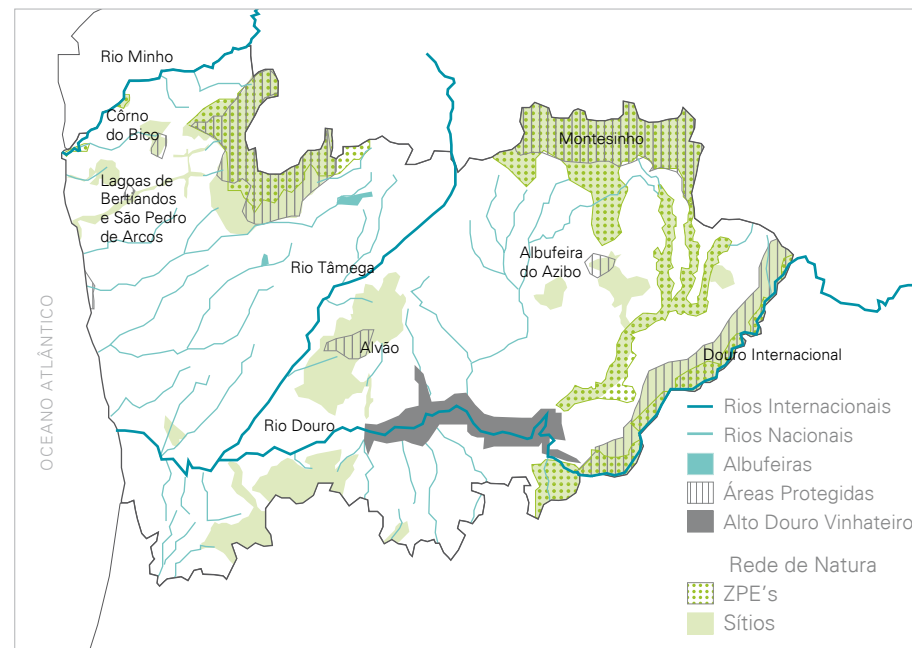 Rio Minho
Côrno
do Bico
Lagoas de
Bertiandos
e São Pedro
de Arcos
Montesinho
Albufeira
do Azibo
Rio Tâmega
Alvão
Rio Douro
Douro Internacional
OCEANO ATLÂNTICO
Rios Internacionais
Rios Nacionais
Albufeiras
Áreas Protegidas
Alto Douro Vinhateiro
Rede de Natura
ZPE's
Sítios